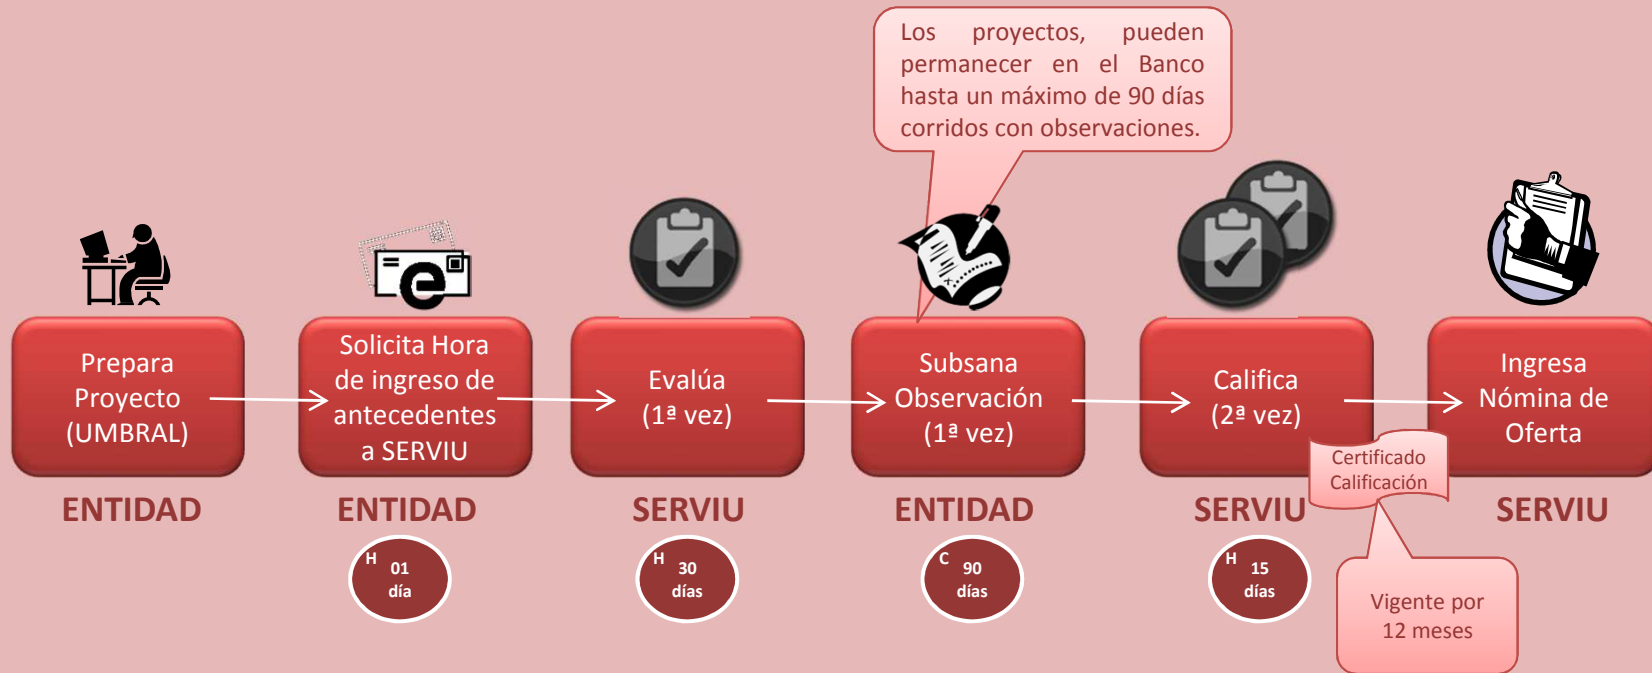 Los proyectos, pueden
permanecer en el Banco
hasta un máximo de 90 días
corridos con observaciones.
Prepara
Proyecto
(UMBRAL)
ENTIDAD
Solicita Hora
de ingreso de
antecedentes
a SERVIU
ENTIDAD
H 01
día
Evalúa
(1ª vez)
SERVIU
H 30
días
Subsana
Observación
(1ª vez)
ENTIDAD
C 90
días
Califica
(2ª vez)
SERVIU
H 15
días
Certificado
Calificación
Vigente por
12 meses
Ingresa
Nómina de
Oferta
SERVIU